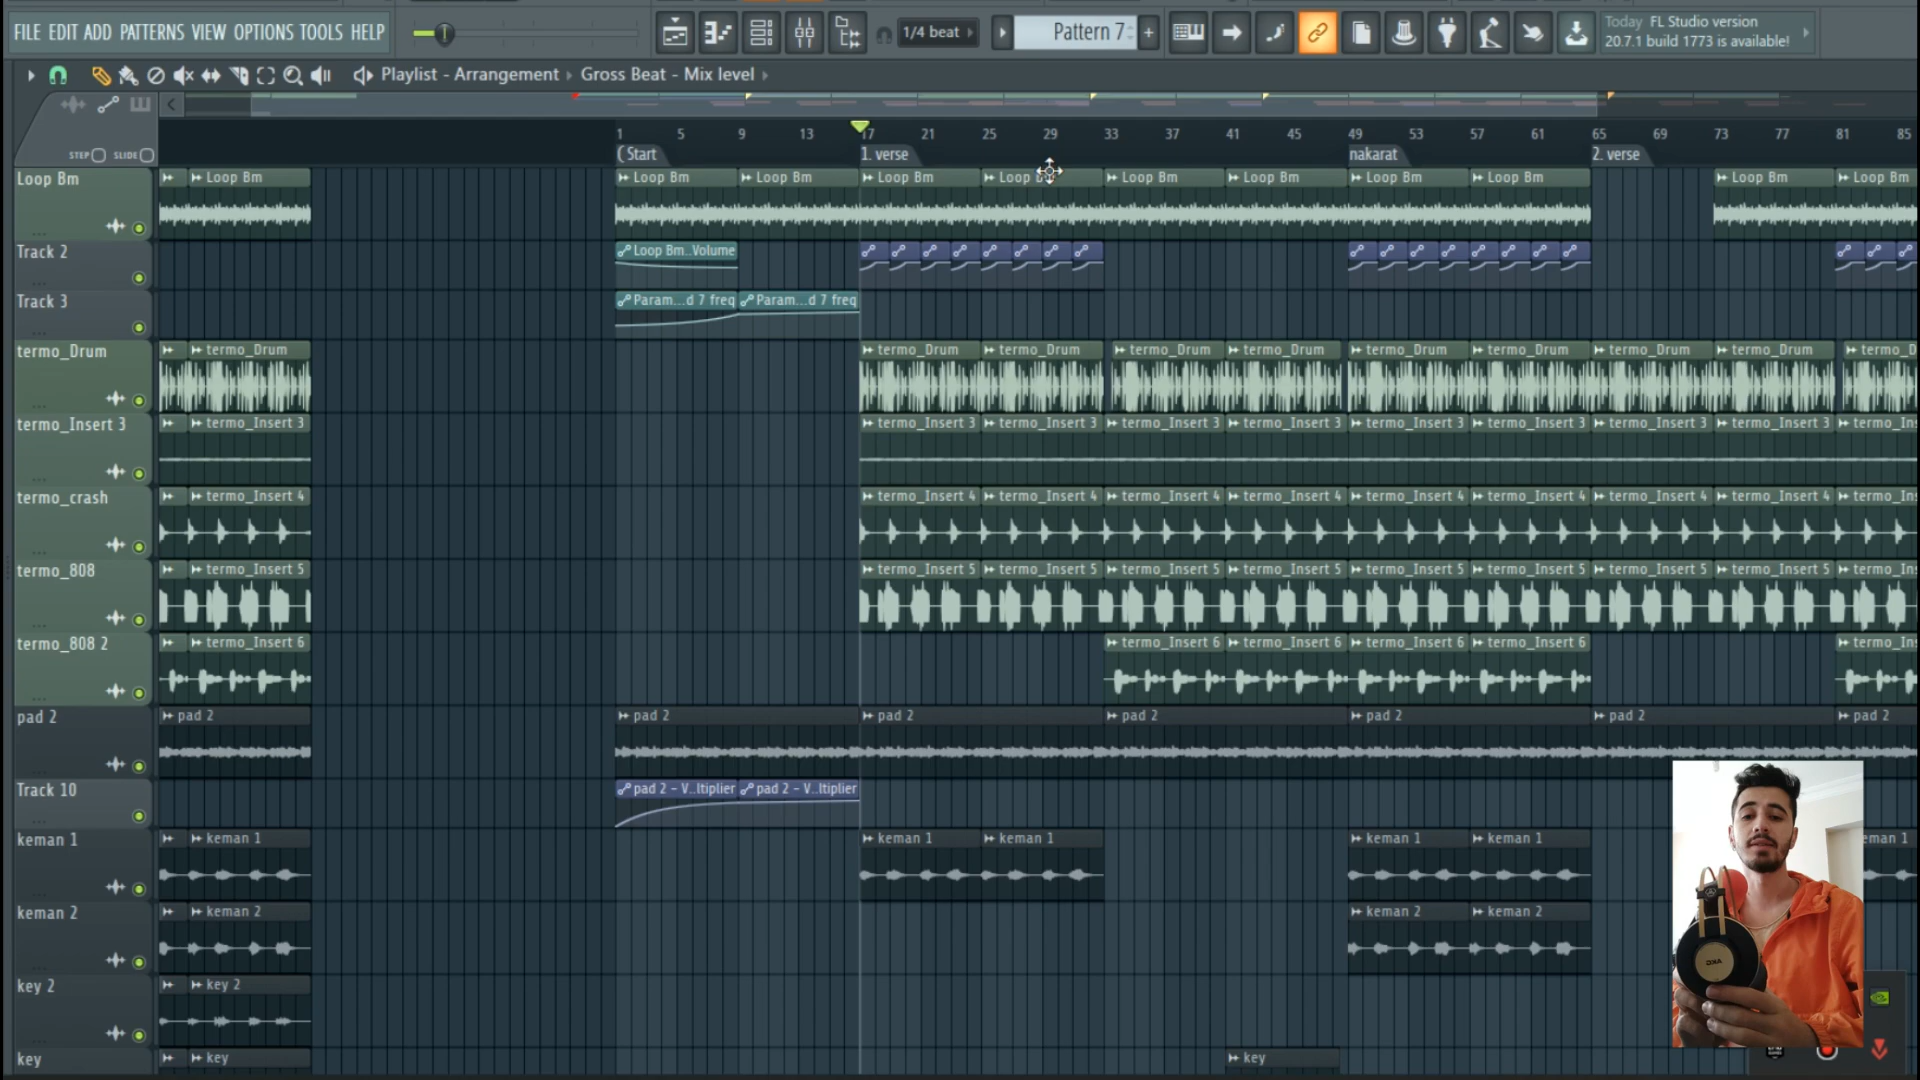 FILE EDIT ADD PATTERNS VIEW OPTIONS TOOLS HELP
1/4 beat
Pattern 7
+
Today FL Studio version
20.7.1 build 1773 is available!
Playlist - Arrangement Gross Beat - Mix level
1 5 9 13 17 21 25 29 33 37 41 45 49 53 57 61 65 69 73 77 81 85
STEP SLIDE
Start 1. verse nakarat 2. verse
Loop Bm
Loop Bm Loop Bm Loop Bm Loop Bm Loop Bm Loop Bm Loop Bm Loop Bm Loop Bm Loop Bm Loop Bm
Track 2
Loop Bm..Volume
Track 3
Param...d 7 freq Param...d 7 freq
termo_Drum
termo_Drum termo_Drum termo_Drum termo_Drum termo_Drum termo_Drum termo_Drum termo_Drum termo_Drum termo_D
termo_Insert 3
termo_Insert 3 termo_Insert 3 termo_Insert 3 termo_Insert 3 termo_Insert 3 termo_Insert 3 termo_Insert 3 termo_Insert 3 termo_Insert 3 termo_Ins
termo_crash
termo_Insert 4 termo_Insert 4 termo_Insert 4 termo_Insert 4 termo_Insert 4 termo_Insert 4 termo_Insert 4 termo_Insert 4 termo_Insert 4 termo_Ins
termo_808
termo_Insert 5 termo_Insert 5 termo_Insert 5 termo_Insert 5 termo_Insert 5 termo_Insert 5 termo_Insert 5 termo_Insert 5 termo_Insert 5 termo_Ins
termo_808 2
termo_Insert 6 termo_Insert 6 termo_Insert 6 termo_Insert 6 termo_Insert 6 termo_Ins
pad 2
pad 2 pad 2 pad 2 pad 2 pad 2 pad 2 pad 2
Track 10
pad 2 - V..ltiplier pad 2 - V..ltiplier
keman 1
keman 1 keman 1 keman 1 keman 1 keman 1 eman 1
keman 2
keman 2 keman 2 keman 2
key 2
key 2
key
key key
AKG